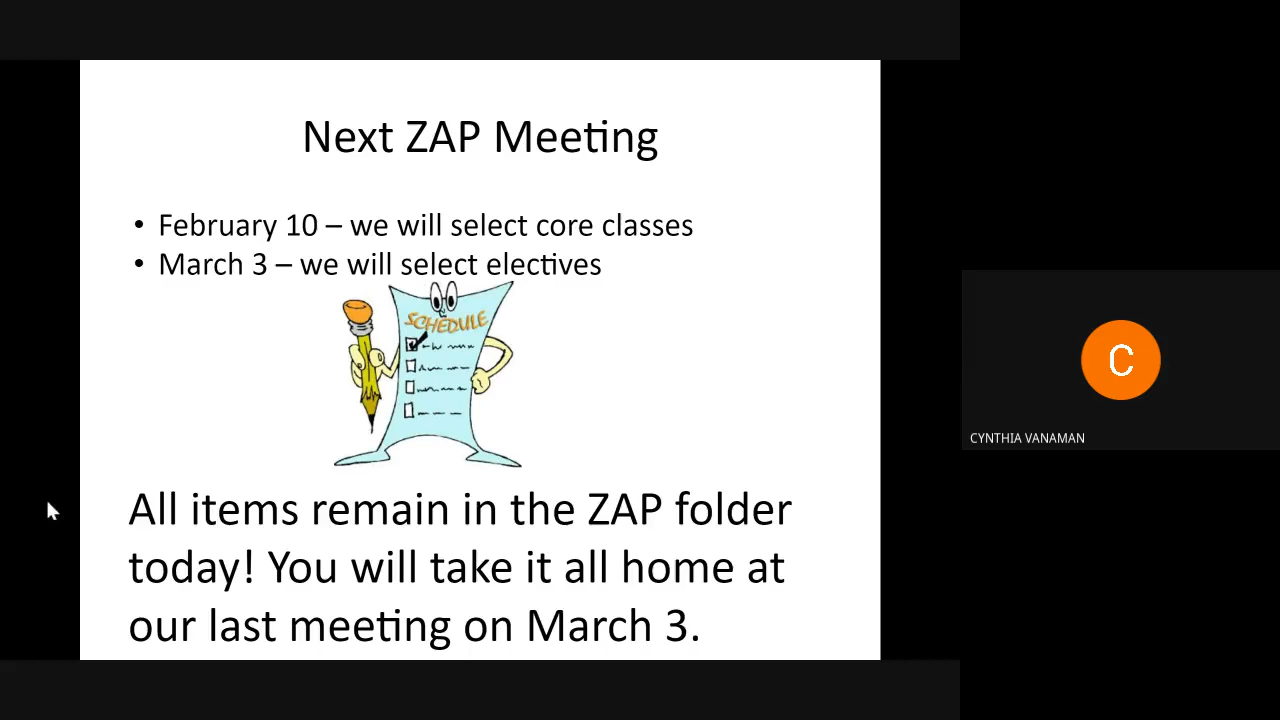 Next ZAP Meeting
• February 10 – we will select core classes
• March 3 – we will select electives
SCHEDULE
All items remain in the ZAP folder
today! You will take it all home at
our last meeting on March 3.
C
CYNTHIA VANAMAN